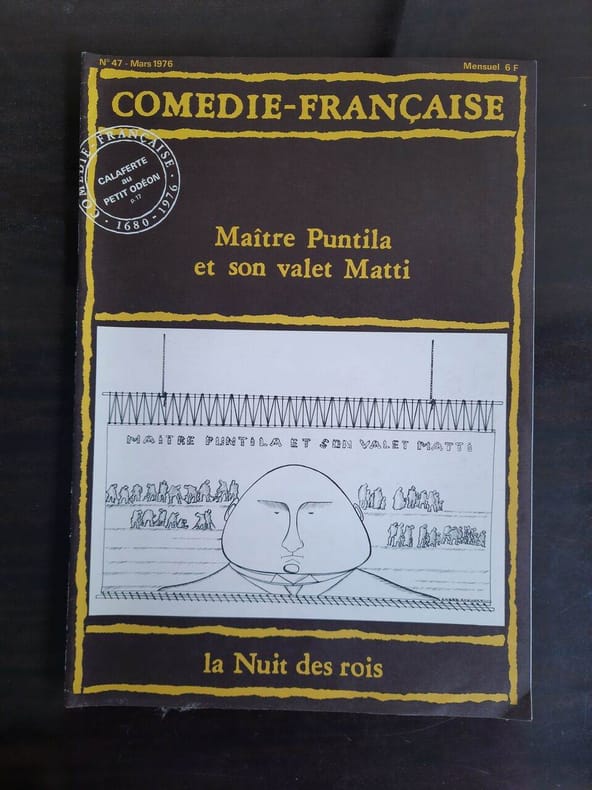 N° 47 - Mars 1976
Mensuel 6 F
COMEDIE-FRANÇAISE
COMEDIE-FRANÇAISE · 1680-1976 ·
CALAFERTE
au
PETIT ODÉON
p. 17
Maître Puntila
et son valet Matti
MAITRE PUNTILA ET SON VALET MATTI
la Nuit des rois